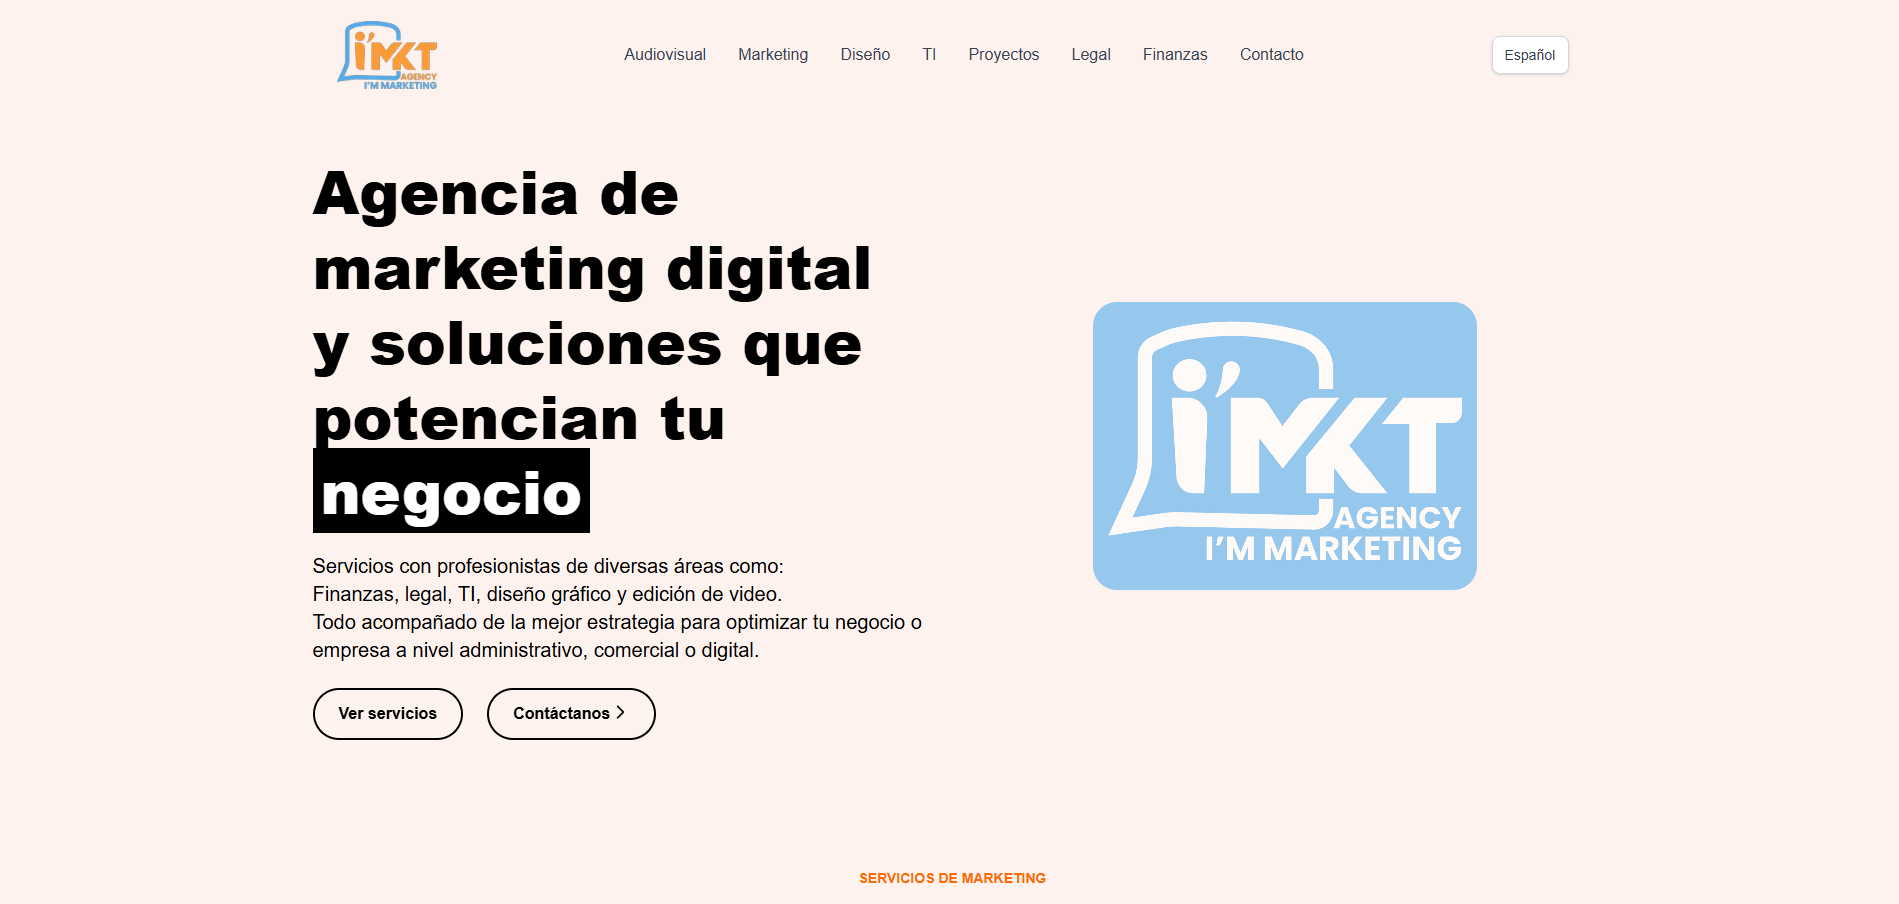 i'MKT
AGENCY
I'M MARKETING
Audiovisual
Marketing
Diseño
TI
Proyectos
Legal
Finanzas
Contacto
Español
Agencia de
marketing digital
y soluciones que
potencian tu
negocio
Servicios con profesionistas de diversas áreas como:
Finanzas, legal, TI, diseño gráfico y edición de video.
Todo acompañado de la mejor estrategia para optimizar tu negocio o
empresa a nivel administrativo, comercial o digital.
Ver servicios
Contáctanos
i'MKT
AGENCY
I'M MARKETING
SERVICIOS DE MARKETING